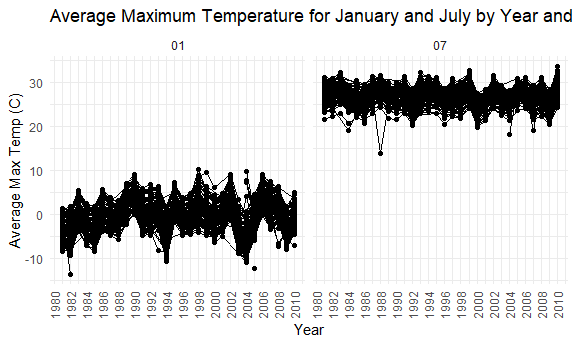 Average Maximum Temperature for January and July by Year and
01 07
Average Max Temp (C)
30
20
10
0
-10
1980 1982 1984 1986 1988 1990 1992 1994 1996 1998 2000 2002 2004 2006 2008 2010 1980 1982 1984 1986 1988 1990 1992 1994 1996 1998 2000 2002 2004 2006 2008 2010
Year